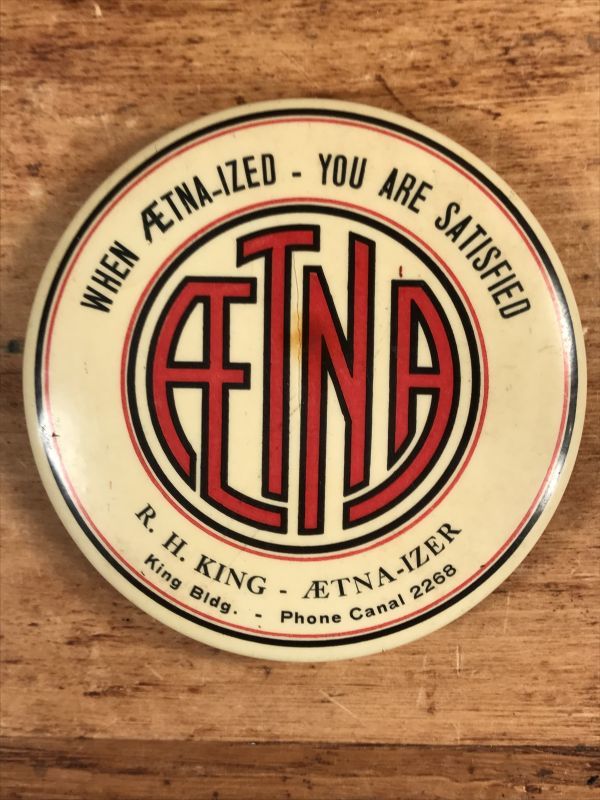 WHEN ÆTNA-IZED - YOU ARE SATISFIED
ÆTNA
R. H. KING - ÆTNA-IZER
King Bldg. - Phone Canal 2268